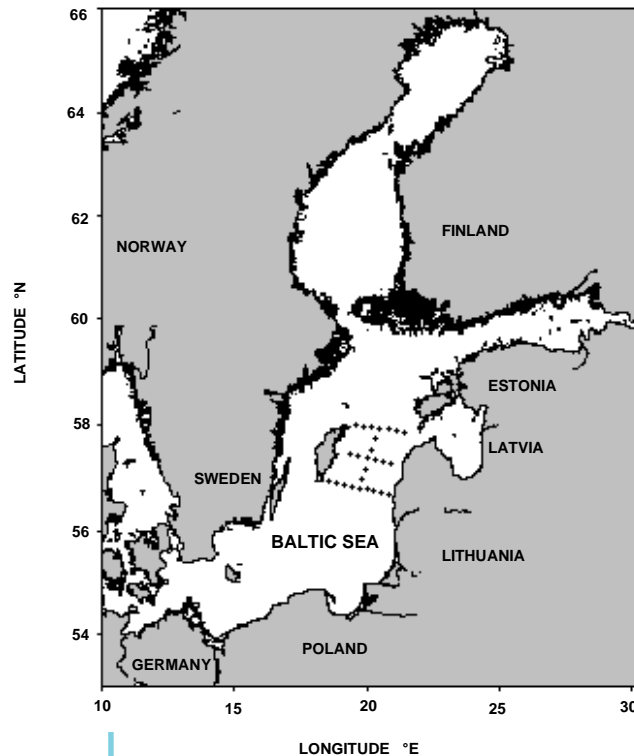 66
64
62
60
58
56
54
LATITUDE °N
NORWAY
FINLAND
ESTONIA
SWEDEN
LATVIA
BALTIC SEA
LITHUANIA
POLAND
GERMANY
10 15 20 25 30
LONGITUDE °E